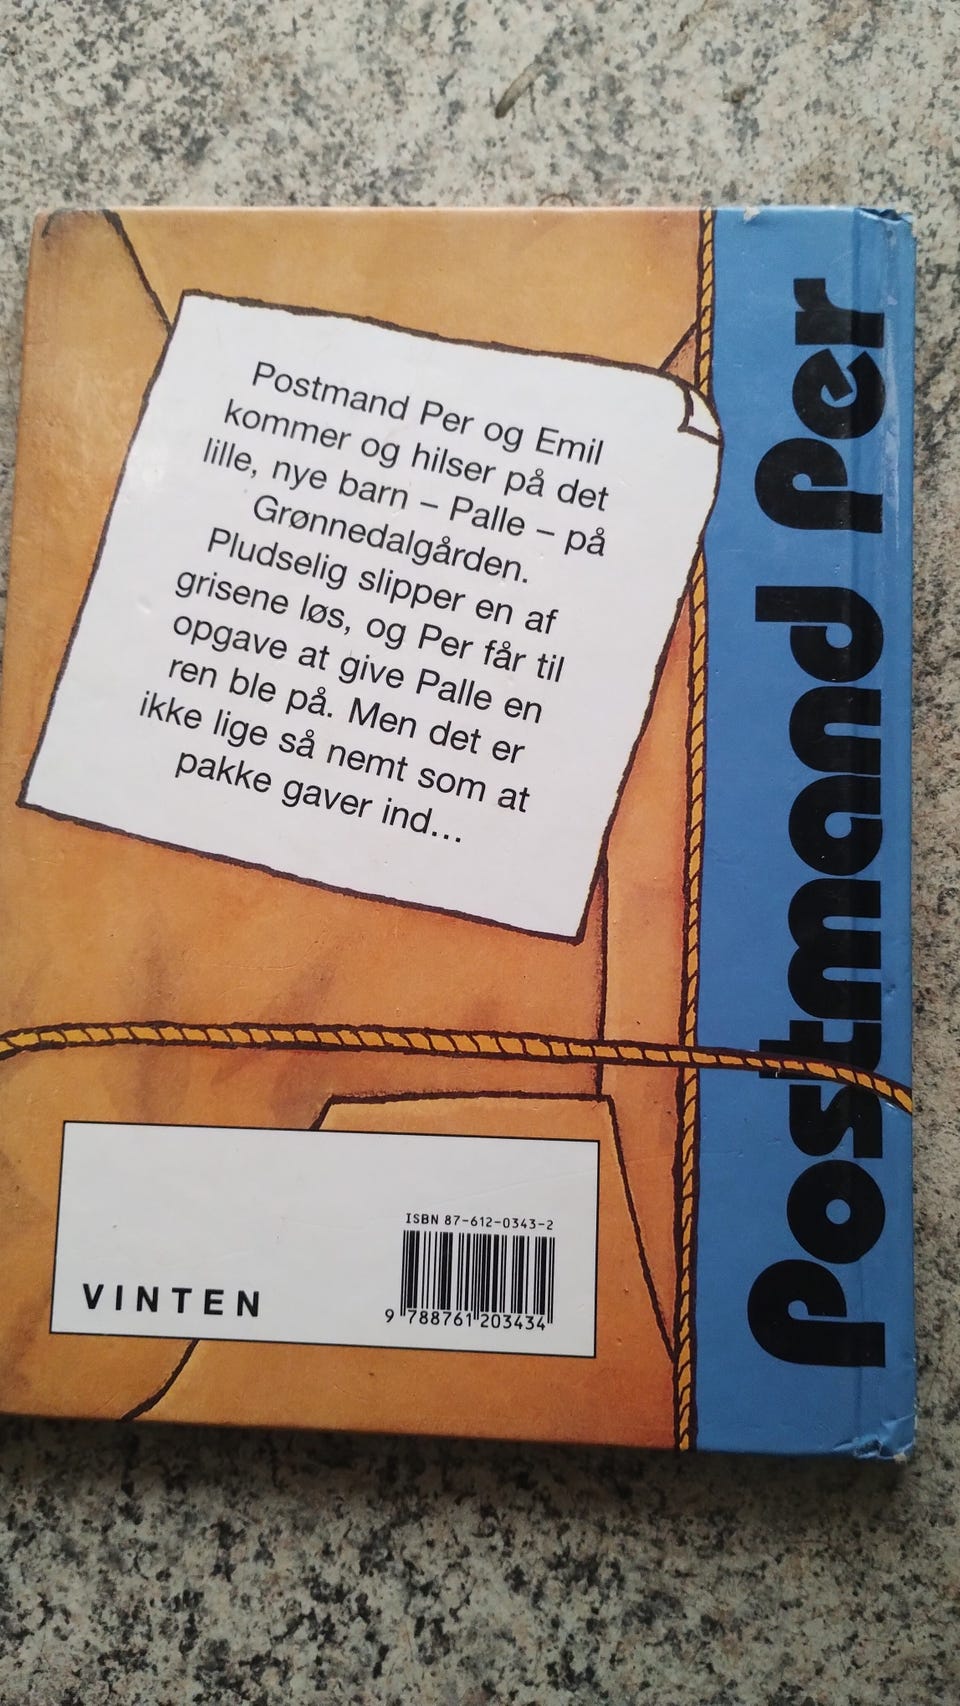 Postmand Per og Emil
kommer og hilser på det
lille, nye barn – Palle – på
Grønnedalgården.
Pludselig slipper en af
grisene løs, og Per får til
opgave at give Palle en
ren ble på. Men det er
ikke lige så nemt som at
pakke gaver ind...
Postmand Per
ISBN 87-612-0343-2
9 788761 203434
VINTEN